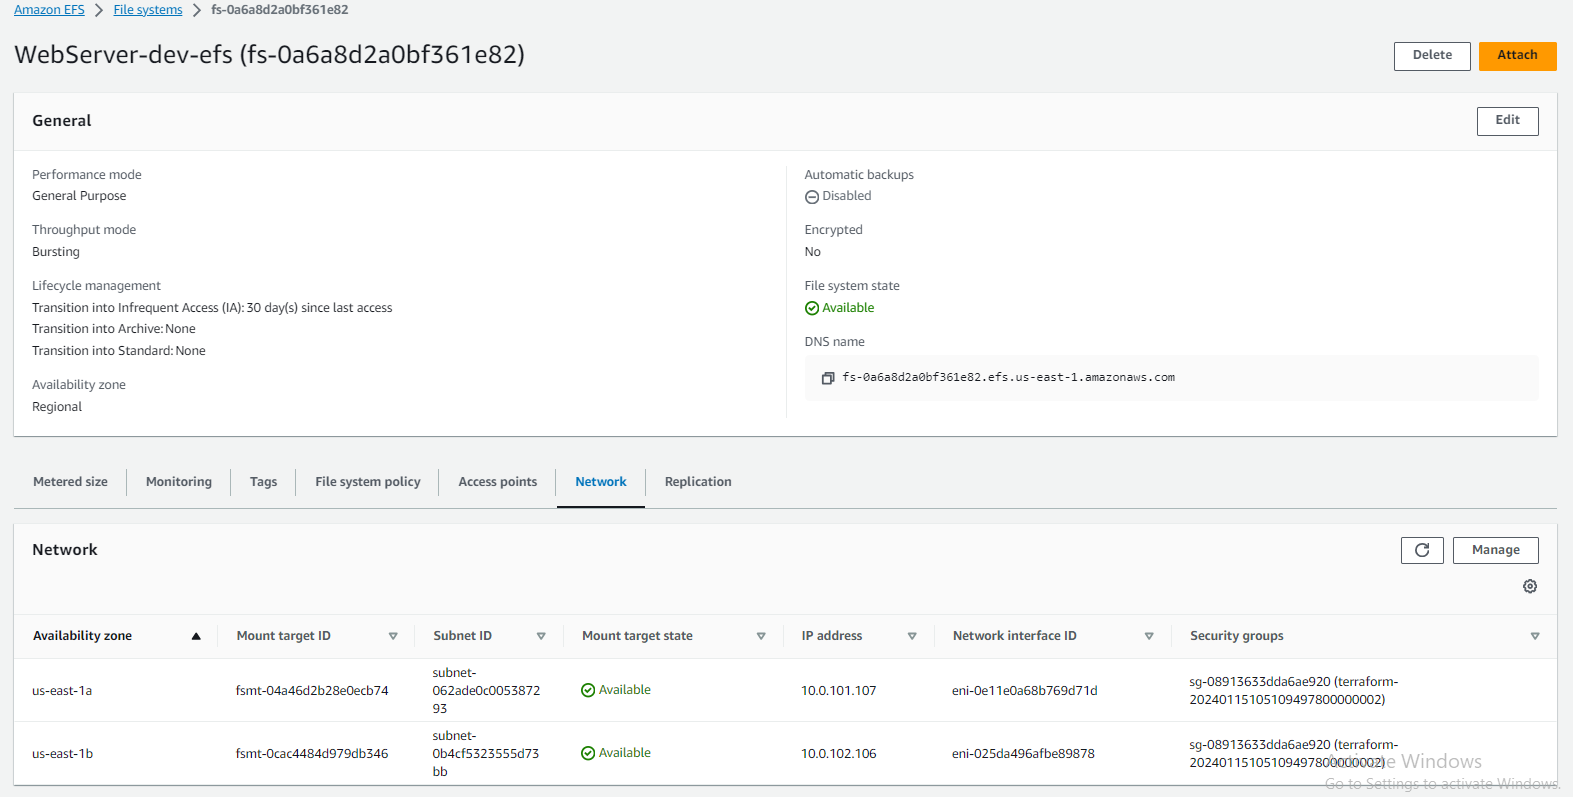 Amazon EFS > File systems > fs-0a6a8d2a0bf361e82
WebServer-dev-efs (fs-0a6a8d2a0bf361e82)
Delete
Attach
General
Edit
Performance mode
General Purpose
Throughput mode
Bursting
Lifecycle management
Transition into Infrequent Access (IA): 30 day(s) since last access
Transition into Archive: None
Transition into Standard: None
Availability zone
Regional
Automatic backups
Disabled
Encrypted
No
File system state
Available
DNS name
fs-0a6a8d2a0bf361e82.efs.us-east-1.amazonaws.com
Metered size
Monitoring
Tags
File system policy
Access points
Network
Replication
Network
Manage
Availability zone
Mount target ID
Subnet ID
Mount target state
IP address
Network interface ID
Security groups
us-east-1a
fsmt-04a46d2b28e0ecb74
subnet-
062ade0c0053872
93
Available
10.0.101.107
eni-0e11e0a68b769d71d
sg-08913633dda6ae920 (terraform-
20240115105109497800000002)
us-east-1b
fsmt-0cac4484d979db346
subnet-
0b4cf5323555d73
bb
Available
10.0.102.106
eni-025da496afbe89878
sg-08913633dda6ae920 (terraform-
20240115105109497800000002)
Activate Windows
Go to Settings to activate Windows.